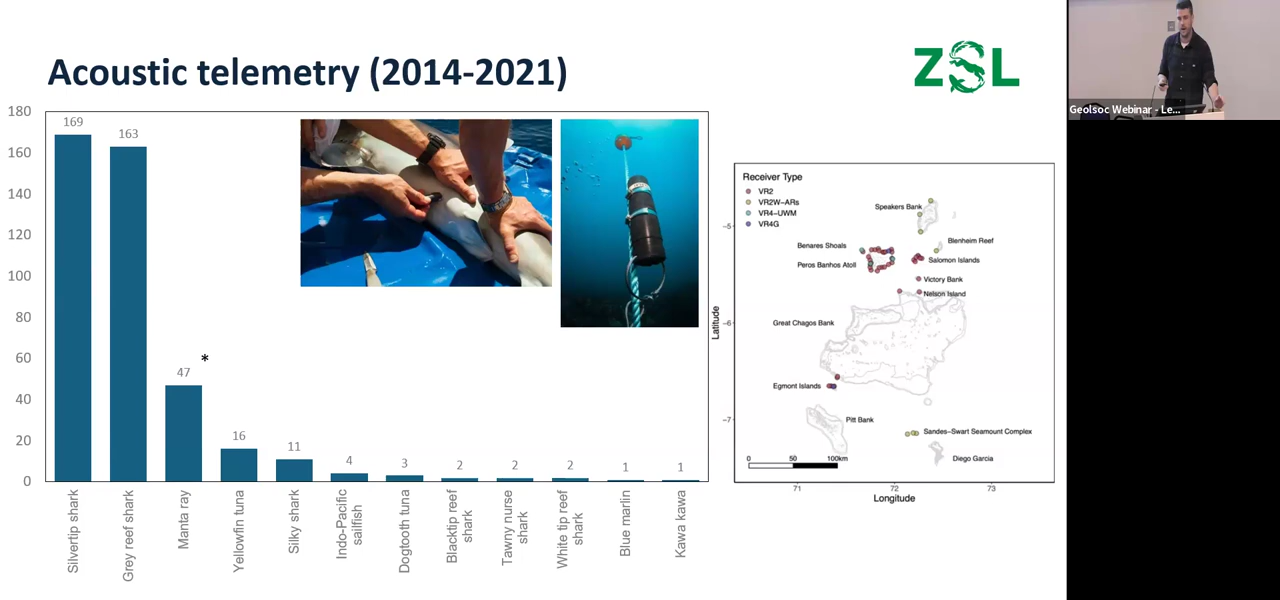 Acoustic telemetry (2014-2021)
ZSL
Geolsoc Webinar - Le...
180
160
140
120
100
80
60
40
20
0
169
163
47
*
16
11
4
3
2
2
2
1
1
Silvertip shark
Grey reef shark
Manta ray
Yellowfin tuna
Silky shark
Indo-Pacific
sailfish
Dogtooth tuna
Blacktip reef
shark
Tawny nurse
shark
White tip reef
shark
Blue marlin
Kawa kawa
Receiver Type
VR2
VR2W-ARs
VR4-UWM
VR4G
Speakers Bank
Blenheim Reef
Benares Shoals
Salomon Islands
Peros Banhos Atoll
Victory Bank
Nelson Island
Great Chagos Bank
Egmont Islands
Pitt Bank
Sandes-Swart Seamount Complex
Diego Garcia
0 50 100km
-5
-6
-7
Latitude
71 72 73
Longitude